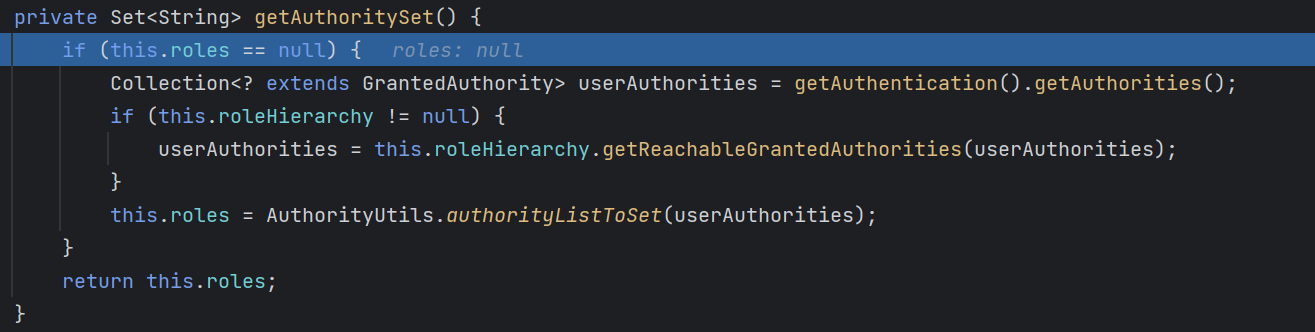 private Set<String> getAuthoritySet() {
    if (this.roles == null) {   roles: null
        Collection<? extends GrantedAuthority> userAuthorities = getAuthentication().getAuthorities();
        if (this.roleHierarchy != null) {
            userAuthorities = this.roleHierarchy.getReachableGrantedAuthorities(userAuthorities);
        }
        this.roles = AuthorityUtils.authorityListToSet(userAuthorities);
    }
    return this.roles;
}